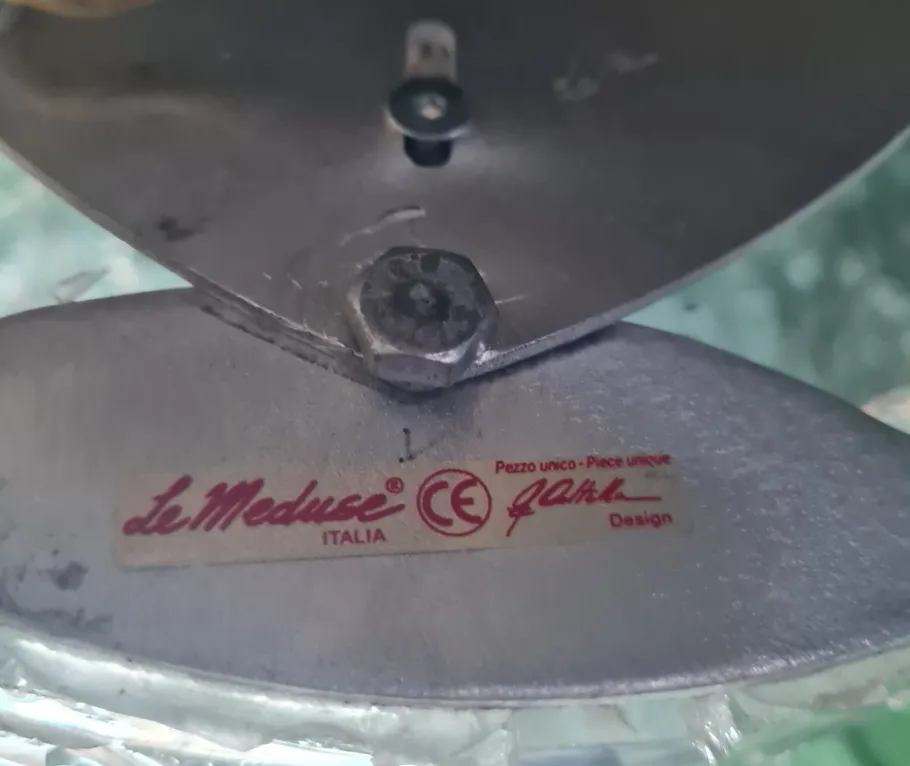 Le Meduse®
ITALIA
CE
Pezzo unico - Piece unique
Design